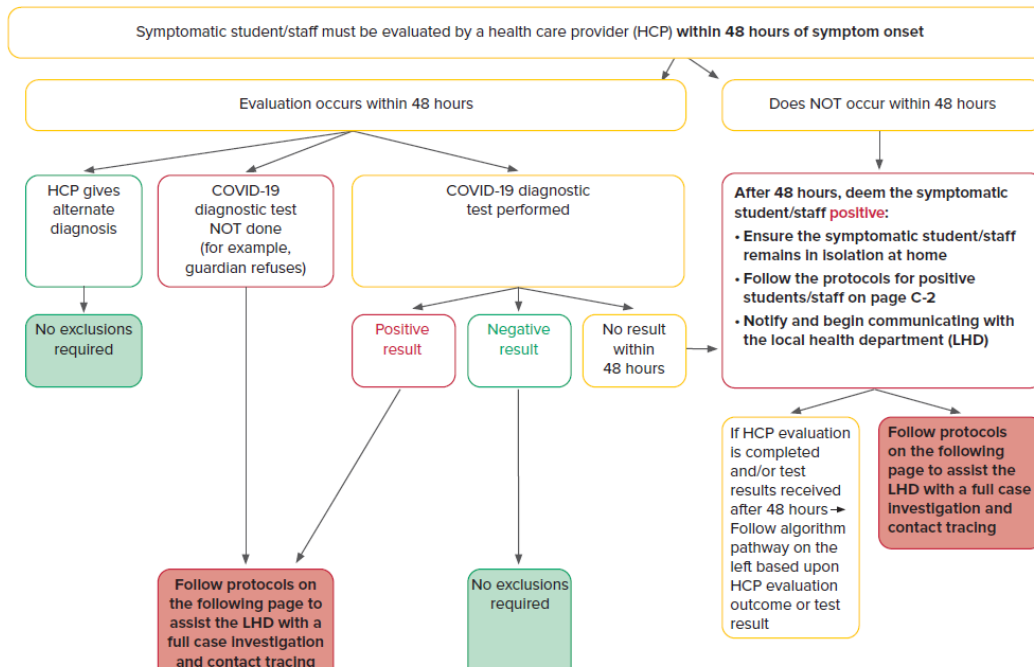 Symptomatic student/staff must be evaluated by a health care provider (HCP) within 48 hours of symptom onset
Evaluation occurs within 48 hours
Does NOT occur within 48 hours
HCP gives
alternate
diagnosis
COVID-19
diagnostic test
NOT done
(for example,
guardian refuses)
COVID-19 diagnostic
test performed
After 48 hours, deem the symptomatic
student/staff positive:
• Ensure the symptomatic student/staff
remains in isolation at home
• Follow the protocols for positive
students/staff on page C-2
• Notify and begin communicating with
the local health department (LHD)
No exclusions
required
Positive
result
Negative
result
No result
within
48 hours
If HCP evaluation
is completed
and/or test
results received
after 48 hours →
Follow algorithm
pathway on the
left based upon
HCP evaluation
outcome or test
result
Follow protocols
on the following
page to assist the
LHD with a full case
investigation and
contact tracing
Follow protocols on
the following page to
assist the LHD with a
full case investigation
and contact tracing
No exclusions
required